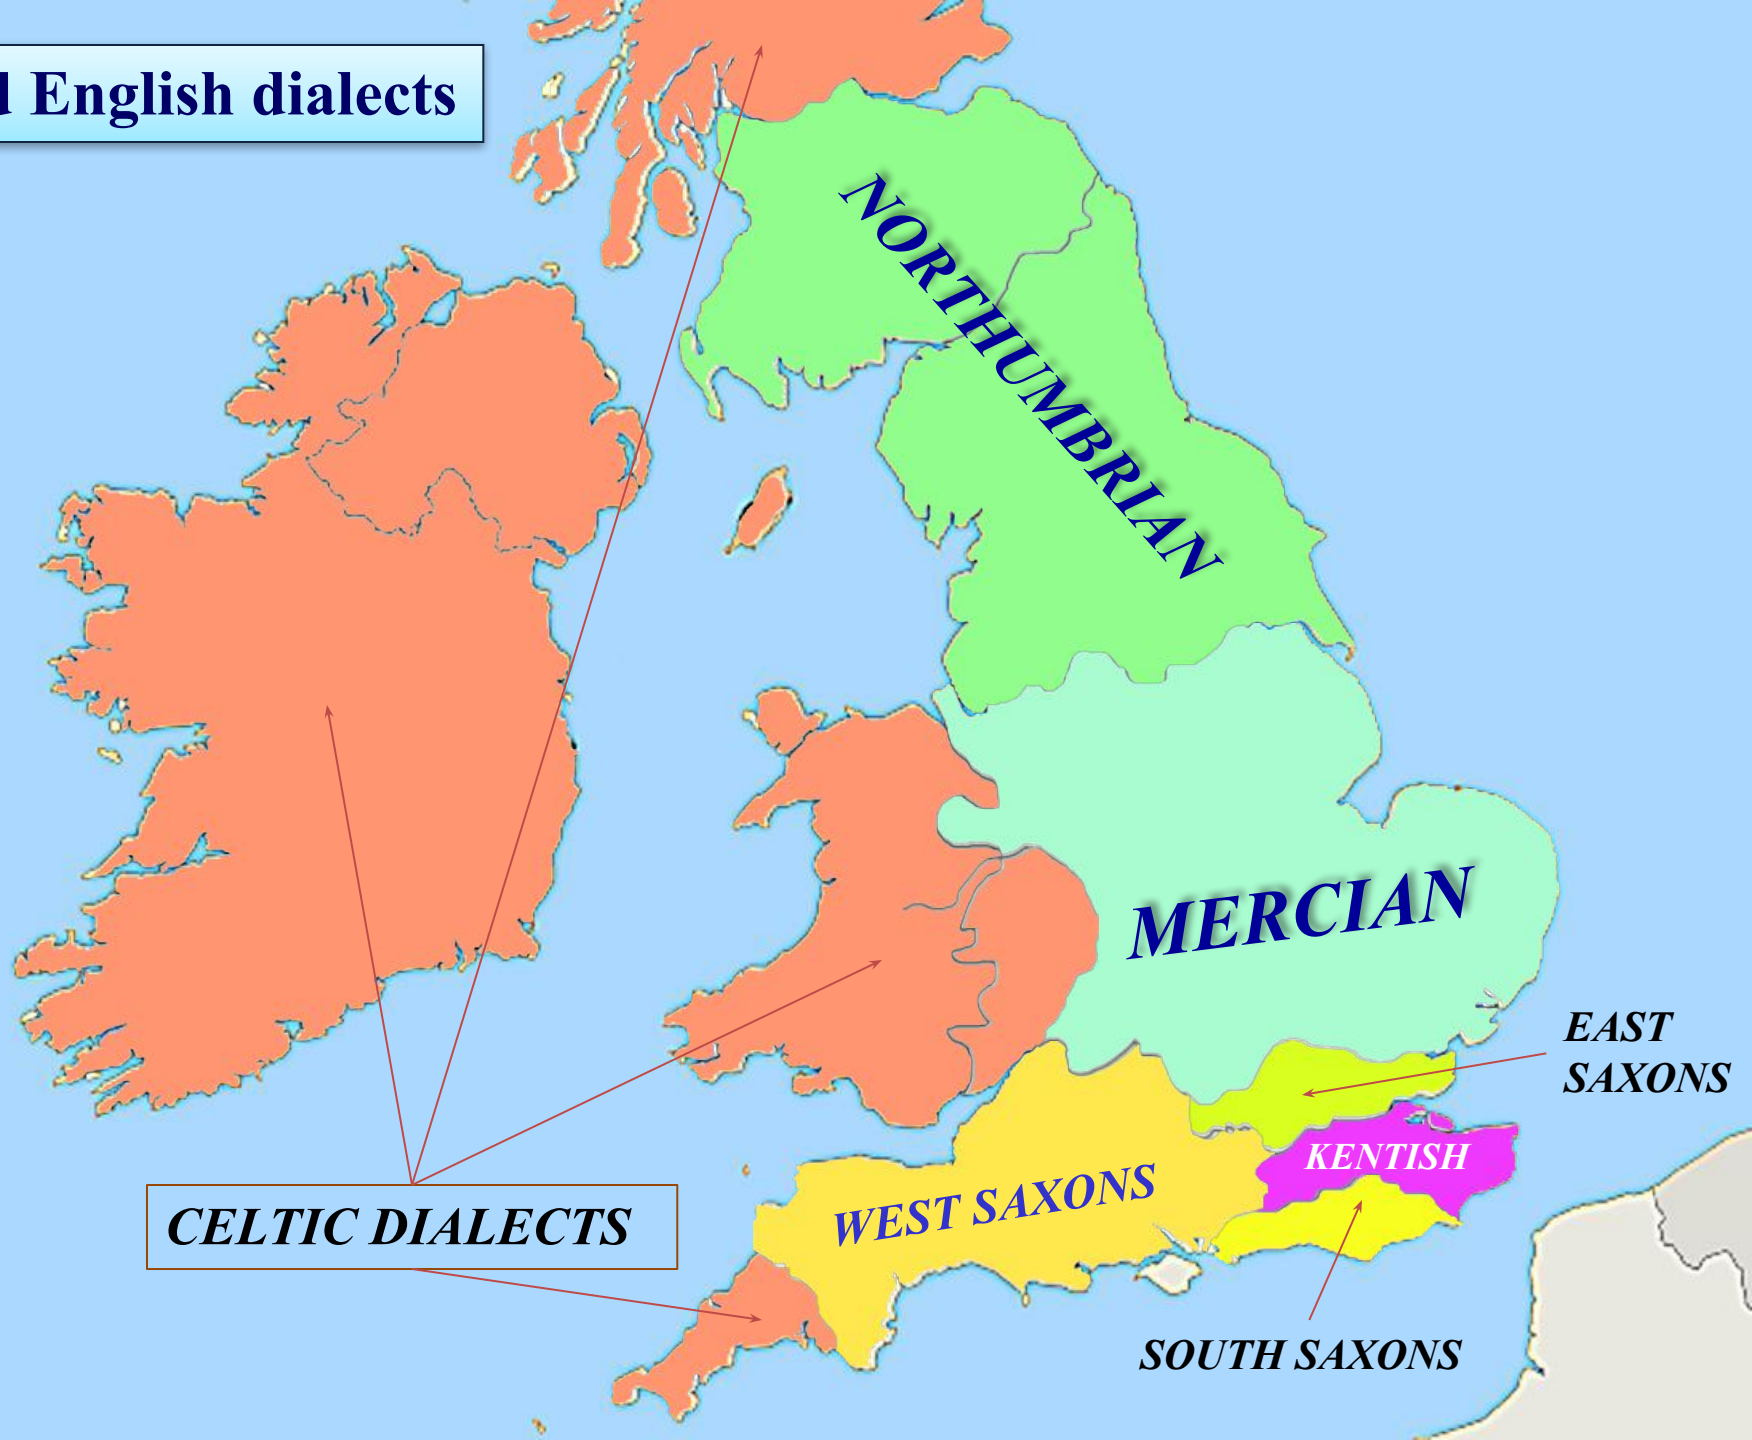 English dialects
NORTHUMBRIAN
MERCIAN
EAST
SAXONS
KENTISH
WEST SAXONS
CELTIC DIALECTS
SOUTH SAXONS